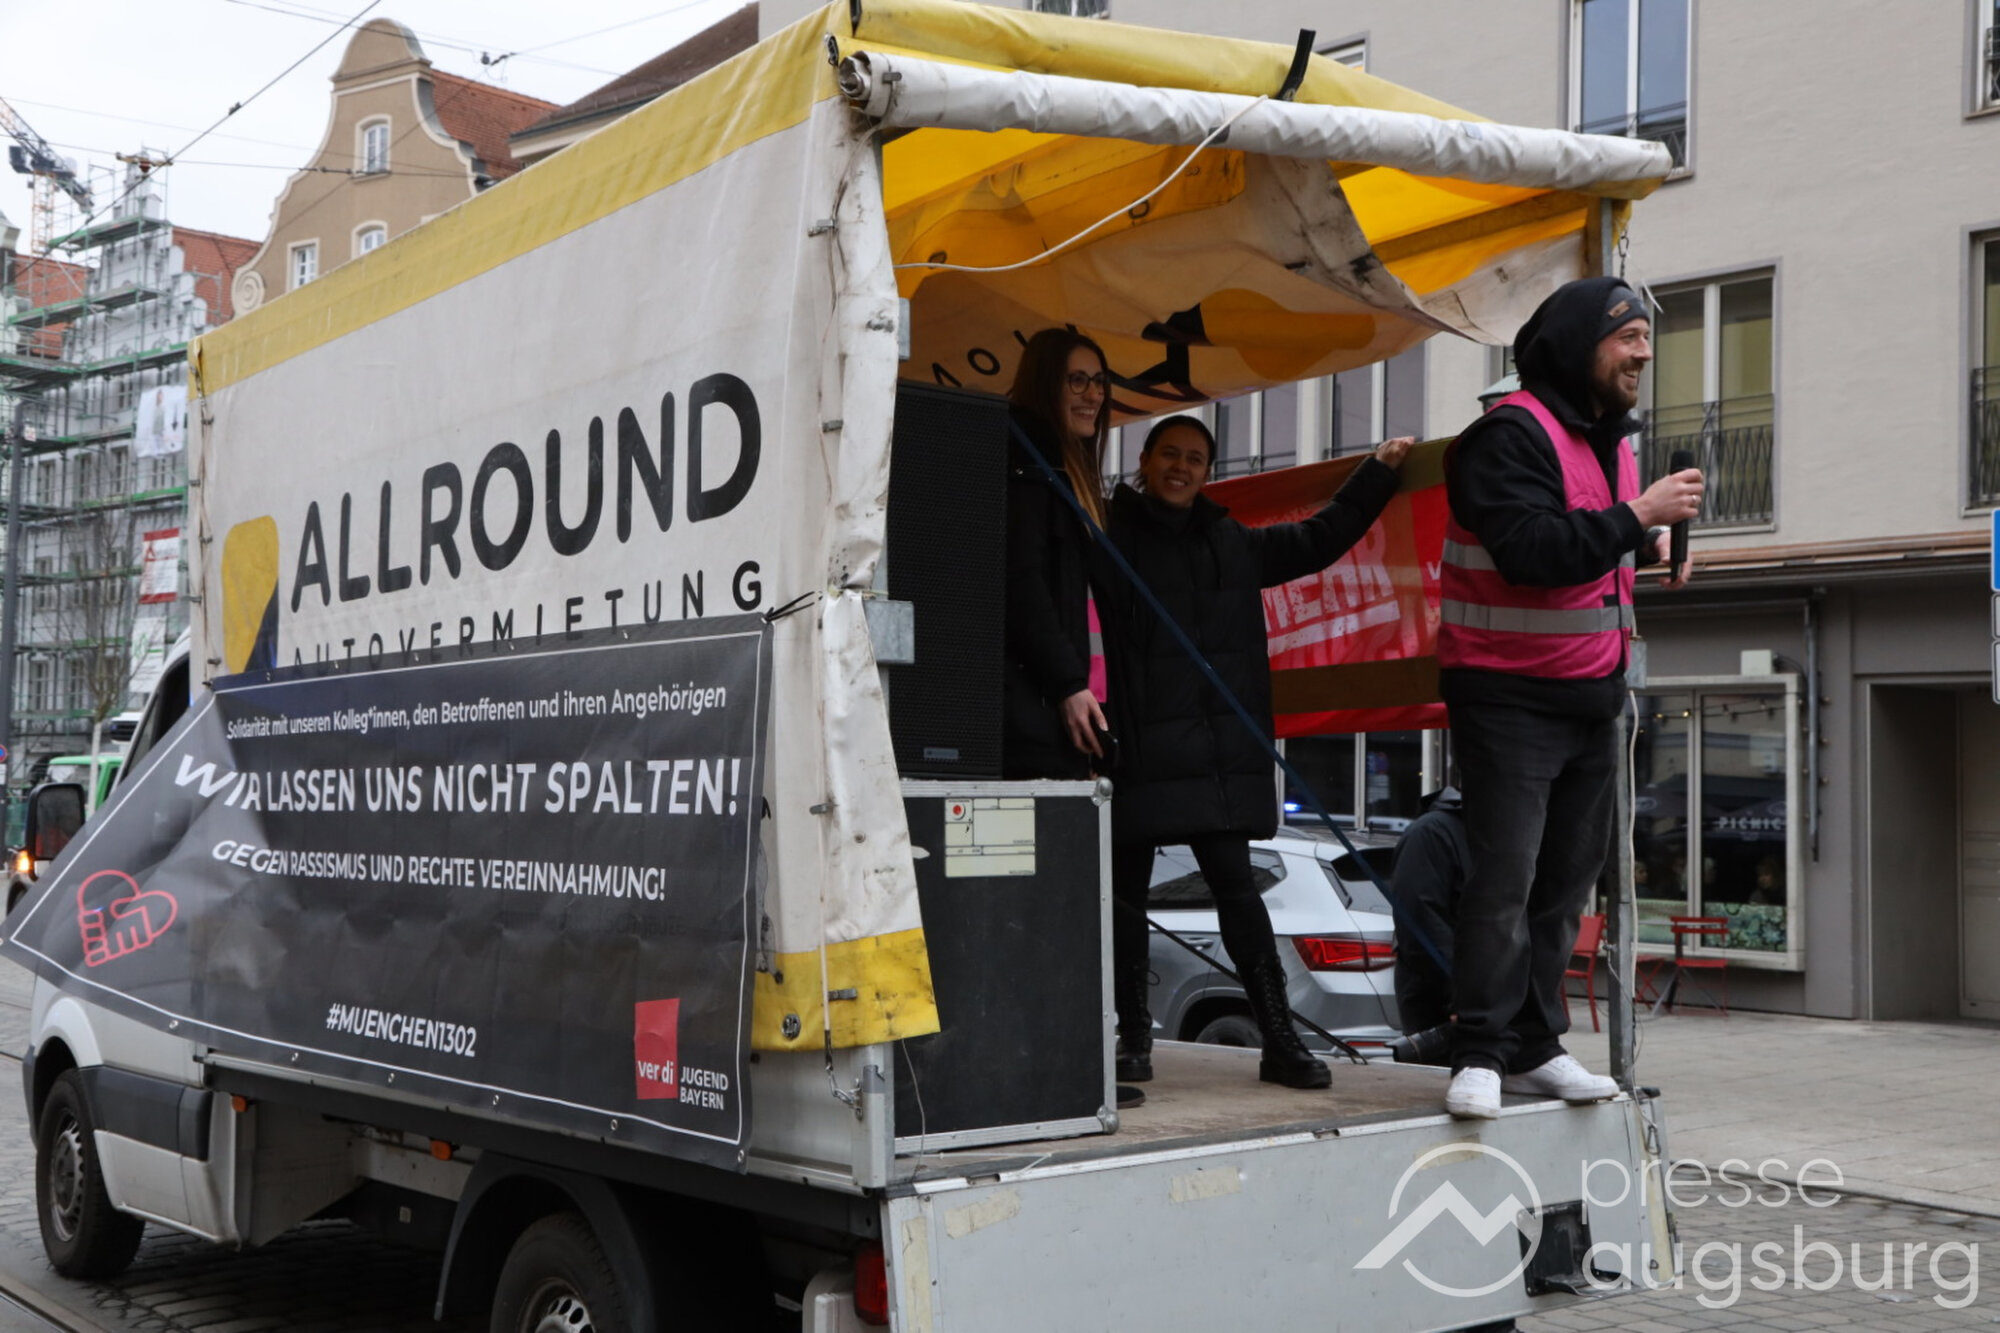 ALLROUND
AUTOVERMIETUNG
Solidarität mit unseren Kolleg*innen, den Betroffenen und ihren Angehörigen
WIR LASSEN UNS NICHT SPALTEN!
GEGEN RASSISMUS UND RECHTE VEREINNAHMUNG!
#MUENCHEN1302
ver di
JUGEND
BAYERN
MEHR
PICNIC
presse
augsburg